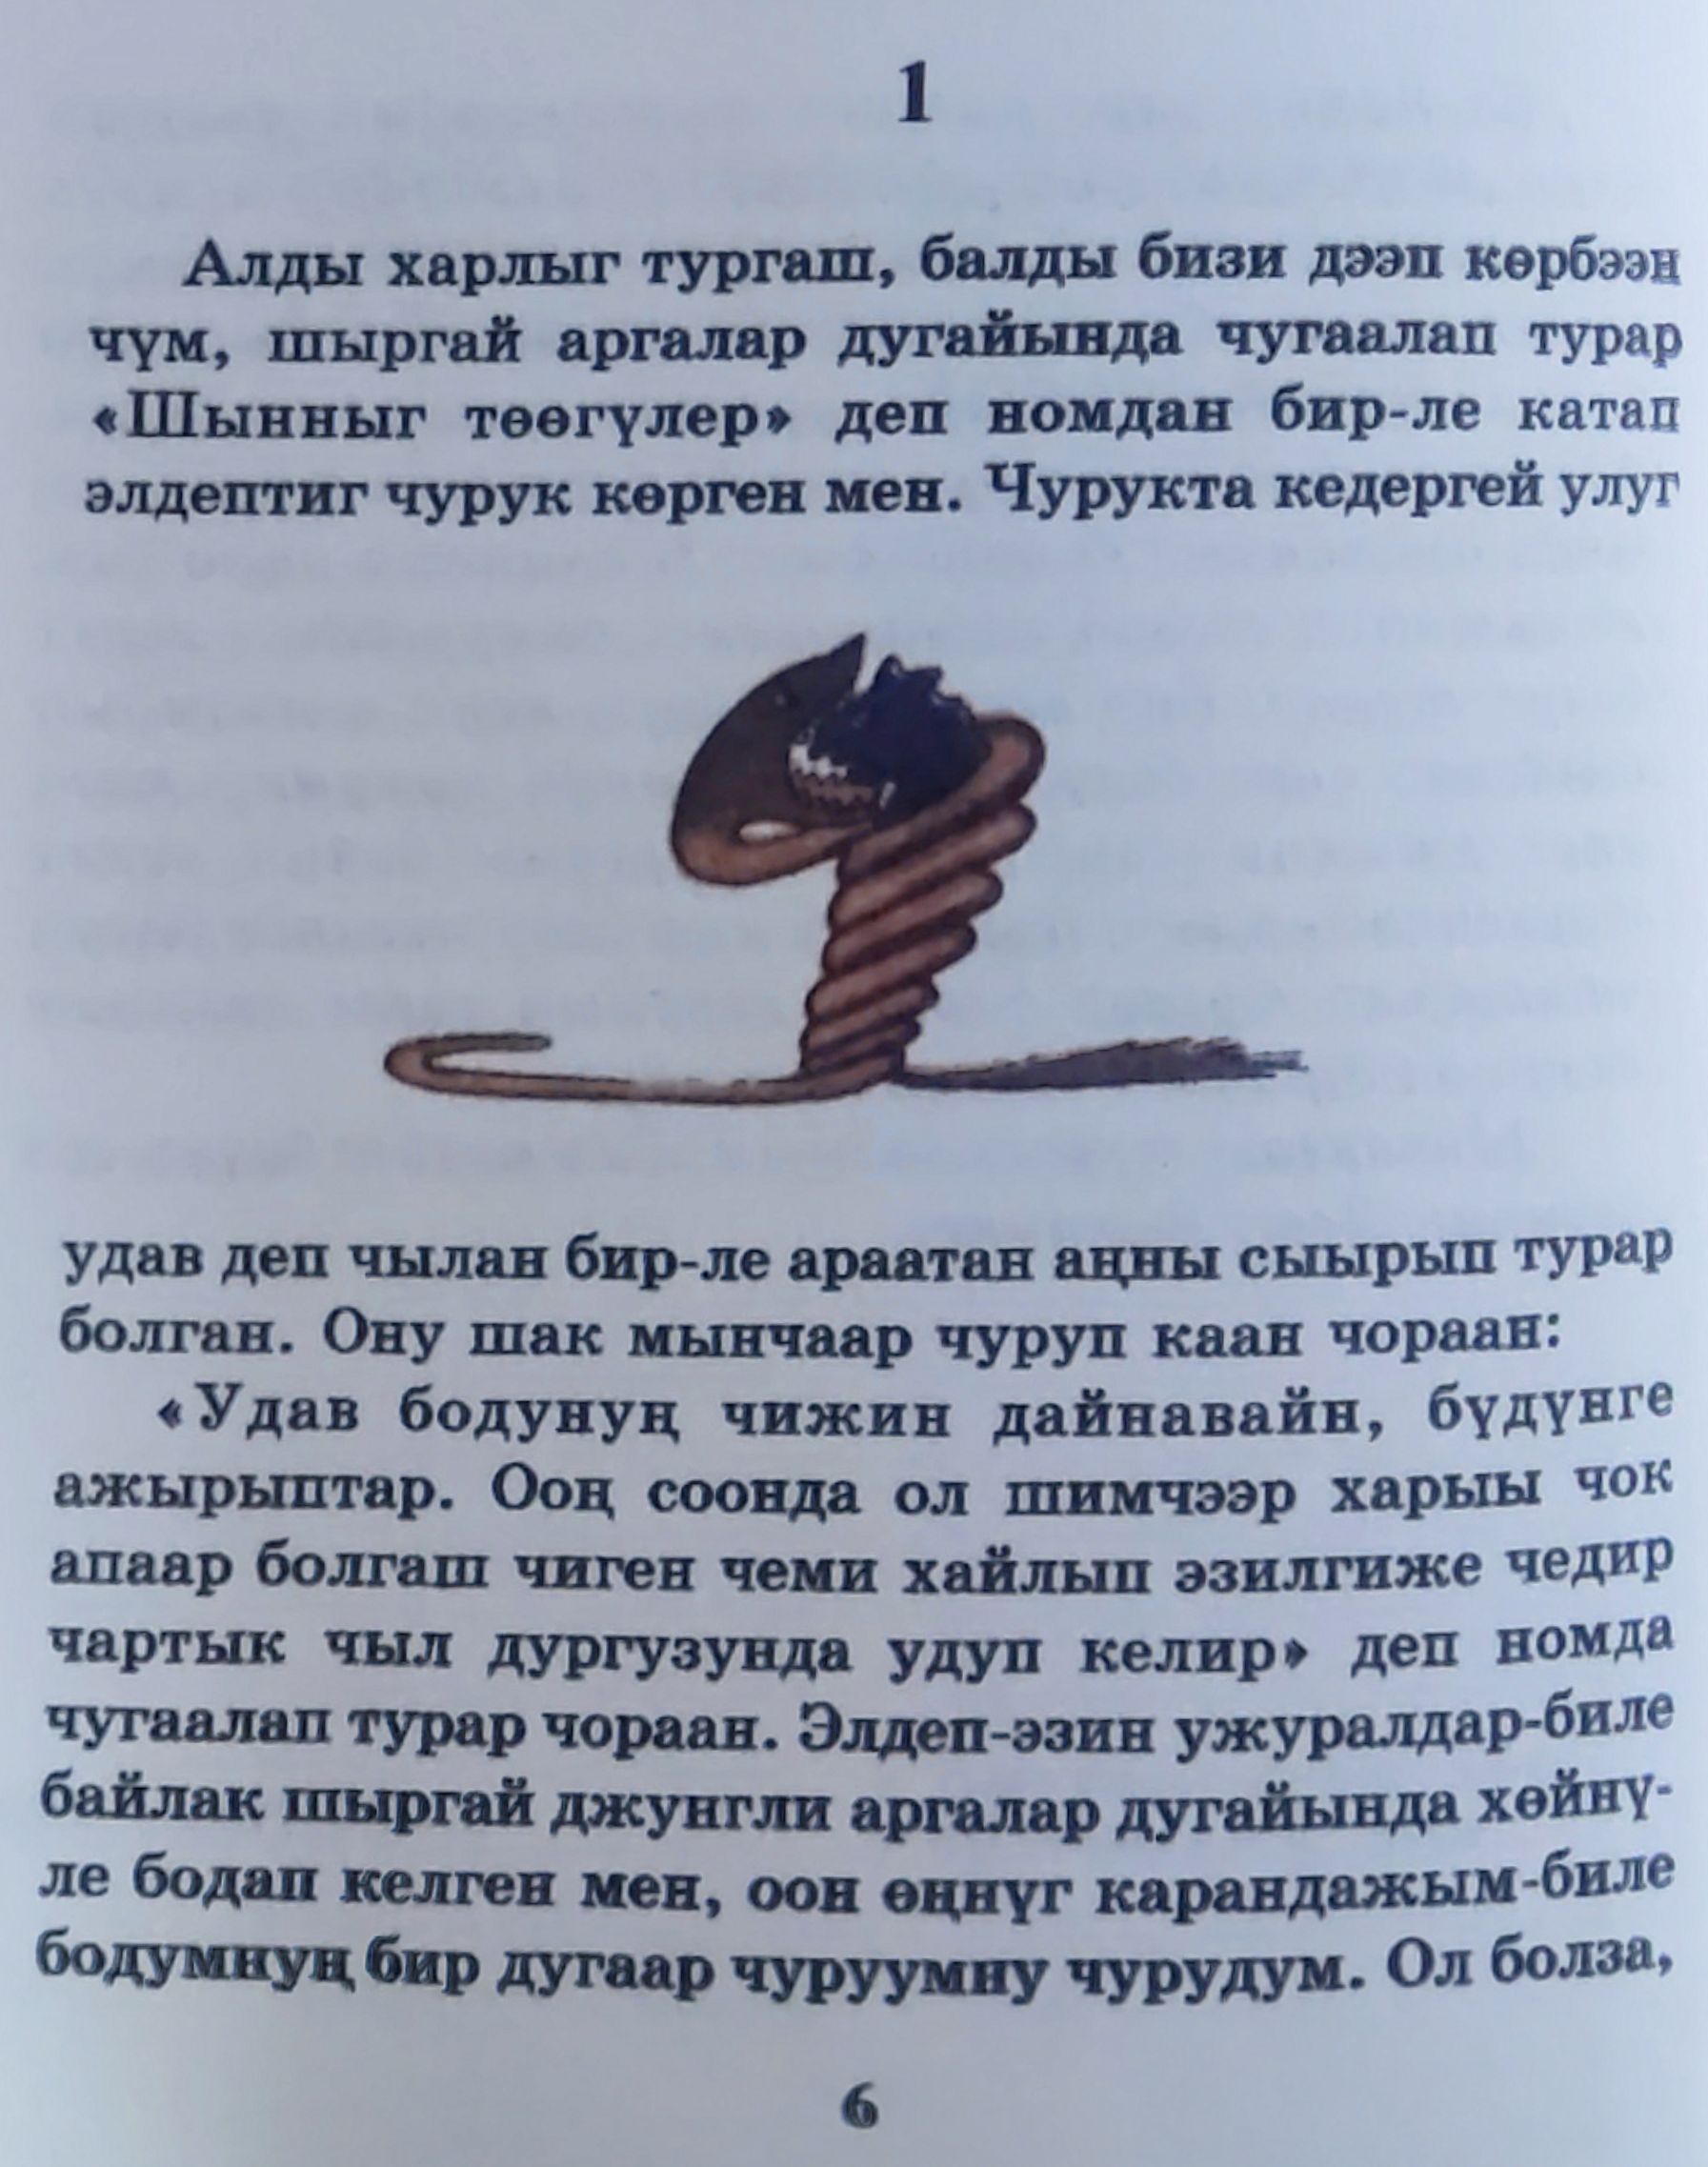 1
Алды харлыг тургаш, балды бизи дээп көрбээн
чүм, шыргай аргалар дугайында чугаалап турар
«Шынныг төөгүлер» деп номдан бир-ле катап
элдептиг чурук көрген мен. Чурукта кедергей улуг
удав деп чылан бир-ле араатан аңны сыырып турар
болган. Ону шак мынчаар чуруп каан чораан:
«Удав бодунуң чижин дайнавайн, бүдүнге
ажырыптар. Ооң соонда ол шимчээр харыы чок
апаар болгаш чиген чеми хайлып эзилгиже чедир
чартык чыл дургузунда удуп келир» деп номда
чугаалап турар чораан. Элдеп-эзин ужуралдар-биле
байлак шыргай джунгли аргалар дугайында хөйнү-
ле бодап келген мен, оон өңнүг карандажым-биле
бодумнуң бир дугаар чуруумну чурудум. Ол болза,
6